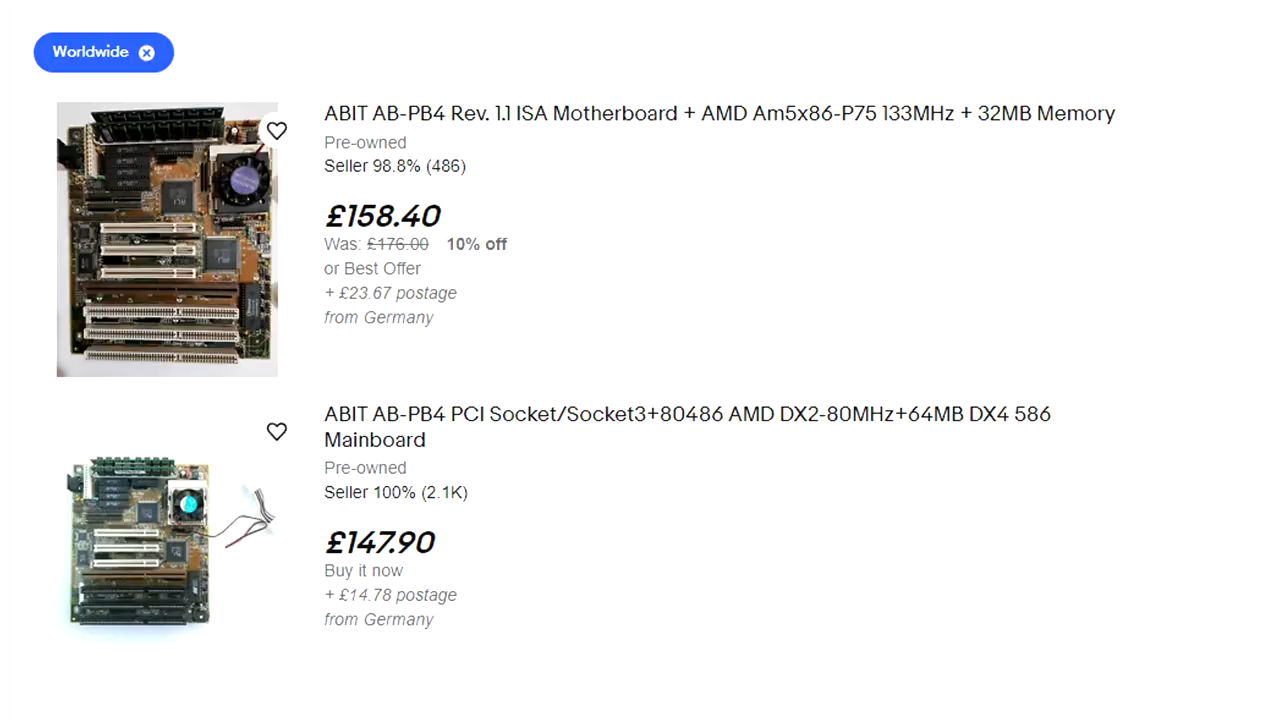 Worldwide
ABIT AB-PB4 Rev. 1.1 ISA Motherboard + AMD Am5x86-P75 133MHz + 32MB Memory
Pre-owned
Seller 98.8% (486)
£158.40
Was: £176.00 10% off
or Best Offer
+ £23.67 postage
from Germany
ABIT AB-PB4 PCI Socket/Socket3+80486 AMD DX2-80MHz+64MB DX4 586
Mainboard
Pre-owned
Seller 100% (2.1K)
£147.90
Buy it now
+ £14.78 postage
from Germany